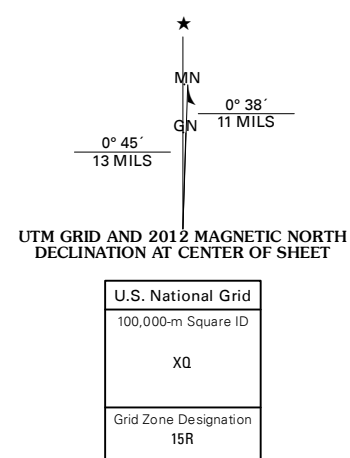 ★
MN
0° 38´
11 MILS
GN
0° 45´
13 MILS
UTM GRID AND 2012 MAGNETIC NORTH
DECLINATION AT CENTER OF SHEET
U.S. National Grid
100,000-m Square ID
XQ
Grid Zone Designation
15R